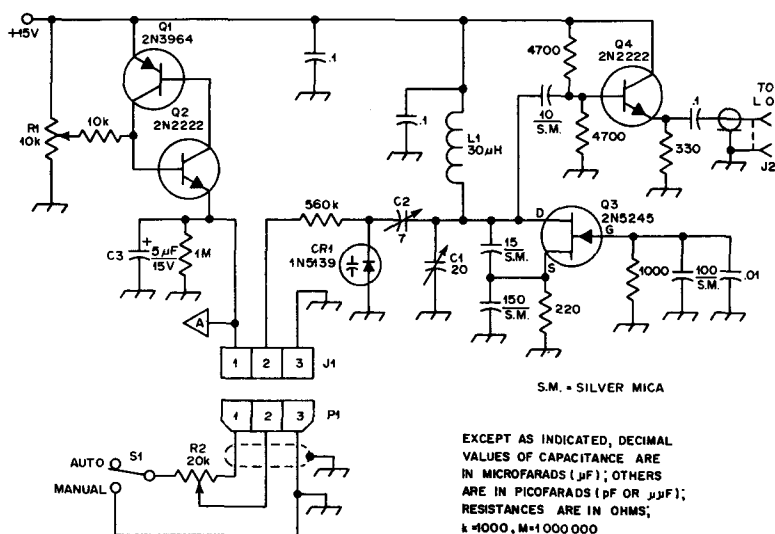 +15V
Q1
2N3964
Q2
2N2222
R1
10k
10k
C3
+
5µF
15V
1M
A
.1
.1
L1
30µH
560k
C2
7
CR1
1N5139
C1
20
15
S.M.
150
S.M.
220
4700
10
S.M.
4700
Q4
2N2222
.1
330
TO
L O
J2
D
G
S
Q3
2N5245
1000
100
S.M.
.01
1 2 3 J1
1 2 3 P1
AUTO
S1
MANUAL
R2
20k
S.M. = SILVER MICA
EXCEPT AS INDICATED, DECIMAL
VALUES OF CAPACITANCE ARE
IN MICROFARADS (µF); OTHERS
ARE IN PICOFARADS (pF OR µµF);
RESISTANCES ARE IN OHMS;
k=1000, M=1000000